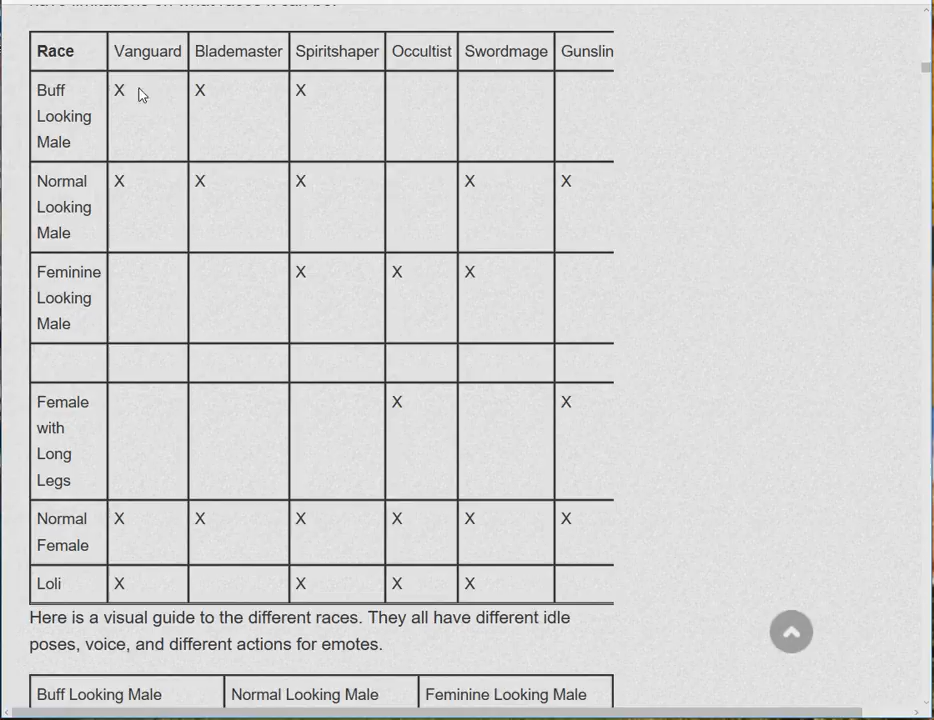 Race Vanguard Blademaster Spiritshaper Occultist Swordmage Gunslin
Buff X X X
Looking
Male
Normal X X X X X
Looking
Male
Feminine X X X
Looking
Male
Female X X
with
Long
Legs
Normal X X X X X X
Female
Loli X X X X
Here is a visual guide to the different races. They all have different idle
poses, voice, and different actions for emotes.
Buff Looking Male Normal Looking Male Feminine Looking Male